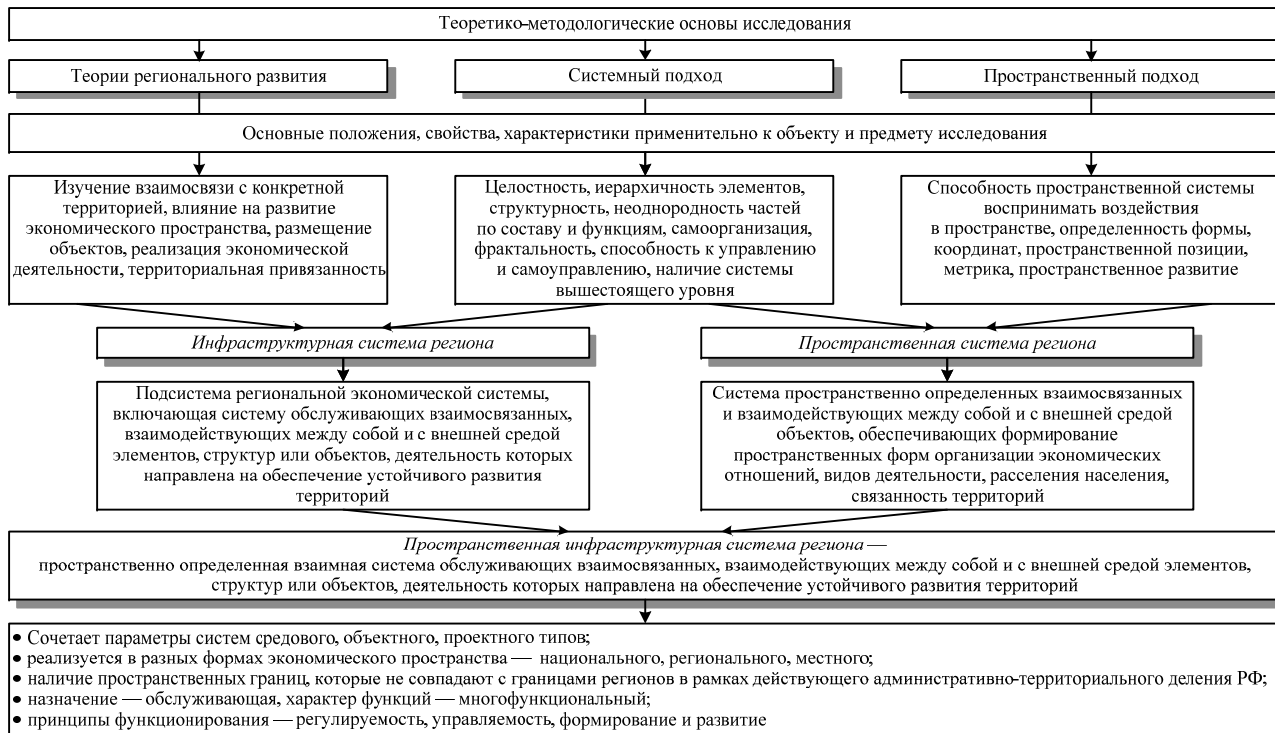 Теоретико-методологические основы исследования
Теории регионального развития
Системный подход
Пространственный подход
Основные положения, свойства, характеристики применительно к объекту и предмету исследования
Изучение взаимосвязи с конкретной
территорией, влияние на развитие
экономического пространства, размещение
объектов, реализация экономической
деятельности, территориальная привязанность
Целостность, иерархичность элементов,
структурность, неоднородность частей
по составу и функциям, самоорганизация,
фрактальность, способность к управлению
и самоуправлению, наличие системы
вышестоящего уровня
Способность пространственной системы
воспринимать воздействия
в пространстве, определенность формы,
координат, пространственной позиции,
метрика, пространственное развитие
Инфраструктурная система региона
Пространственная система региона
Подсистема региональной экономической системы,
включающая систему обслуживающих взаимосвязанных,
взаимодействующих между собой и с внешней средой
элементов, структур или объектов, деятельность которых
направлена на обеспечение устойчивого развития
территорий
Система пространственно определенных взаимосвязанных
и взаимодействующих между собой и с внешней средой
объектов, обеспечивающих формирование
пространственных форм организации экономических
отношений, видов деятельности, расселения населения,
связанность территорий
Пространственная инфраструктурная система региона —
пространственно определенная взаимная система обслуживающих взаимосвязанных, взаимодействующих между собой и с внешней средой элементов,
структур или объектов, деятельность которых направлена на обеспечение устойчивого развития территорий
• Сочетает параметры систем средового, объектного, проектного типов;
• реализуется в разных формах экономического пространства — национального, регионального, местного;
• наличие пространственных границ, которые не совпадают с границами регионов в рамках действующего административно-территориального деления РФ;
• назначение — обслуживающая, характер функций — многофункциональный;
• принципы функционирования — регулируемость, управляемость, формирование и развитие